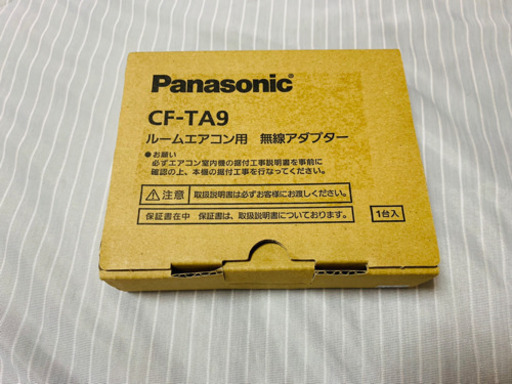 Panasonic
CF-TA9
ルームエアコン用 無線アダプター
●お願い
必ずエアコン室内機の据付工事説明書を事前に
確認の上、本機の据付工事を行なってください。
⚠注意 取扱説明書は必ずお客様にお渡しください。
保証書在中 保証書は、取扱説明書についております。 1台入